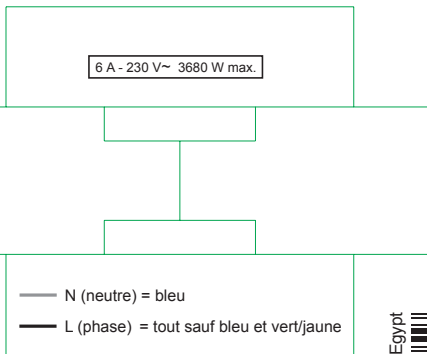 6 A - 230 V~ 3680 W max.
N (neutre) = bleu
L (phase) = tout sauf bleu et vert/jaune
Egypt